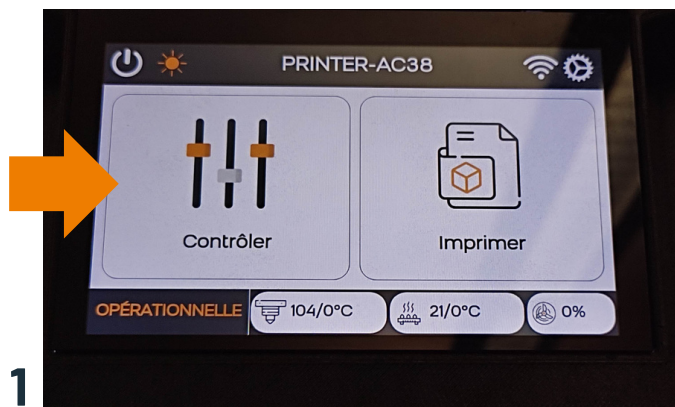 PRINTER-AC38
Contrôler
Imprimer
OPÉRATIONNELLE 104/0°C 21/0°C 0%
1